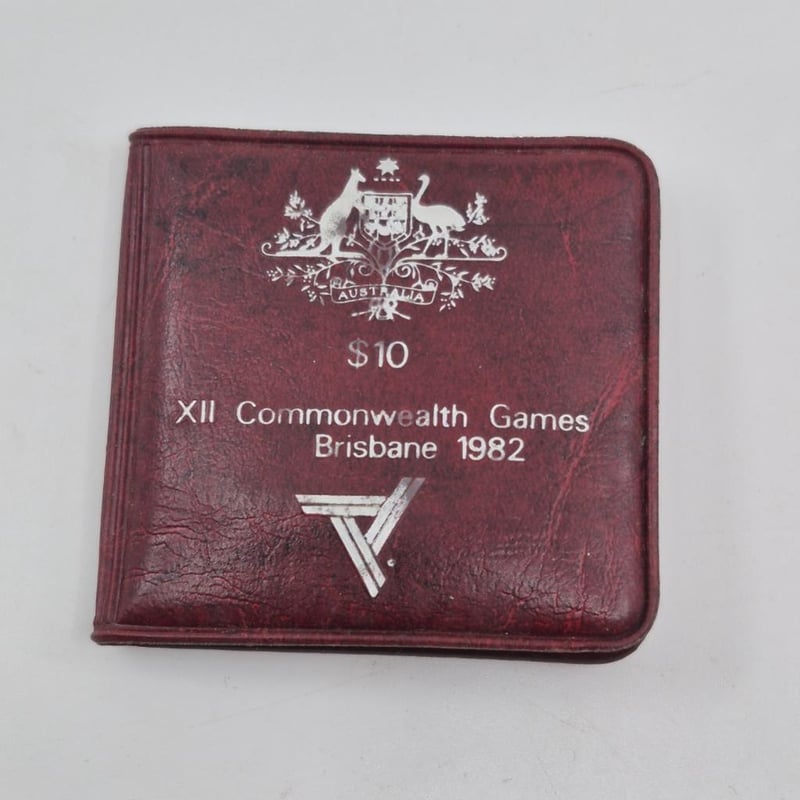 AUSTRALIA
$10
XII Commonwealth Games
Brisbane 1982